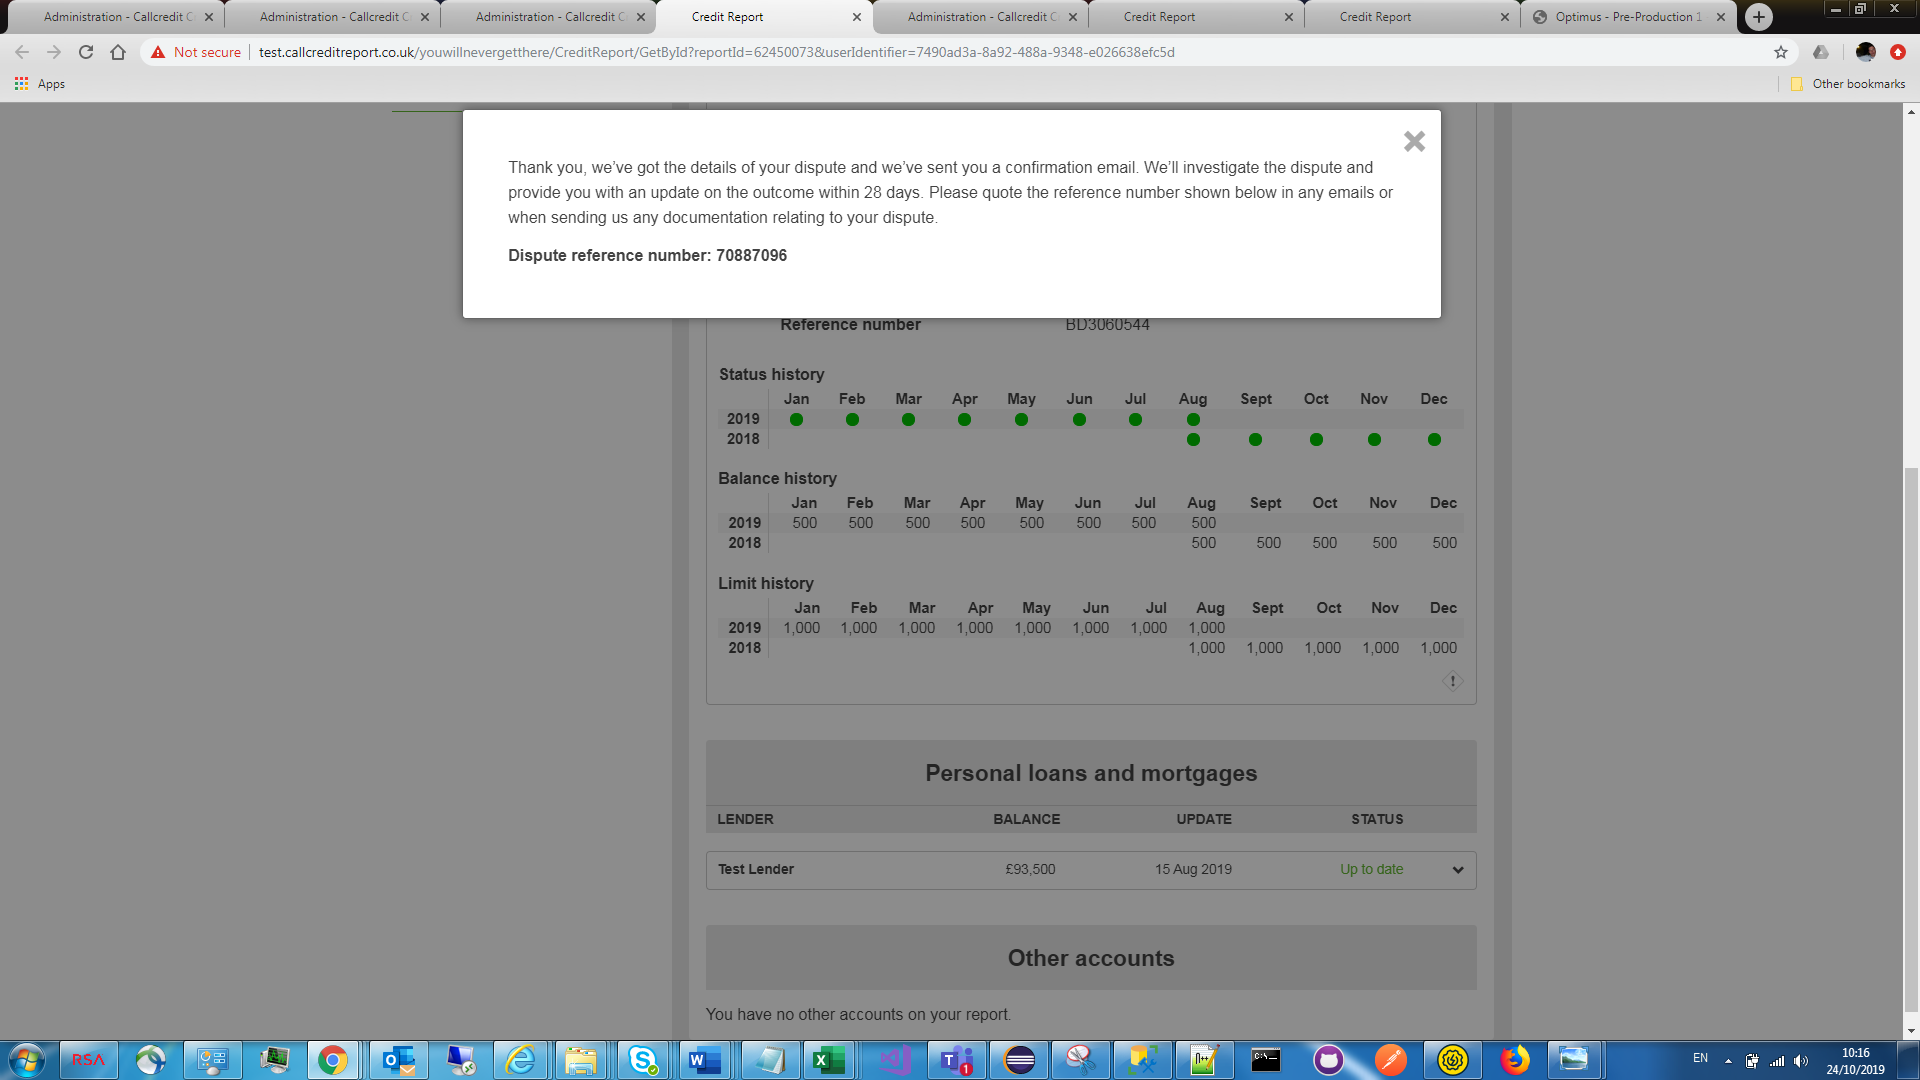 Administration - Callcredit C
Administration - Callcredit C
Administration - Callcredit C
Credit Report
Administration - Callcredit C
Credit Report
Credit Report
Optimus - Pre-Production 1
Not secure
test.callcreditreport.co.uk/youwillnevergetthere/CreditReport/GetById?reportId=62450073&userIdentifier=7490ad3a-8a92-488a-9348-e026638efc5d
Apps
Other bookmarks
Thank you, we’ve got the details of your dispute and we’ve sent you a confirmation email. We’ll investigate the dispute and
provide you with an update on the outcome within 28 days. Please quote the reference number shown below in any emails or
when sending us any documentation relating to your dispute.
Dispute reference number: 70887096
Reference number BD3060544
Status history
Jan Feb Mar Apr May Jun Jul Aug Sept Oct Nov Dec
2019
2018
Balance history
Jan Feb Mar Apr May Jun Jul Aug Sept Oct Nov Dec
2019 500 500 500 500 500 500 500 500
2018 500 500 500 500 500
Limit history
Jan Feb Mar Apr May Jun Jul Aug Sept Oct Nov Dec
2019 1,000 1,000 1,000 1,000 1,000 1,000 1,000 1,000
2018 1,000 1,000 1,000 1,000 1,000
Personal loans and mortgages
LENDER BALANCE UPDATE STATUS
Test Lender £93,500 15 Aug 2019 Up to date
Other accounts
You have no other accounts on your report.
RSA
EN
10:16
24/10/2019